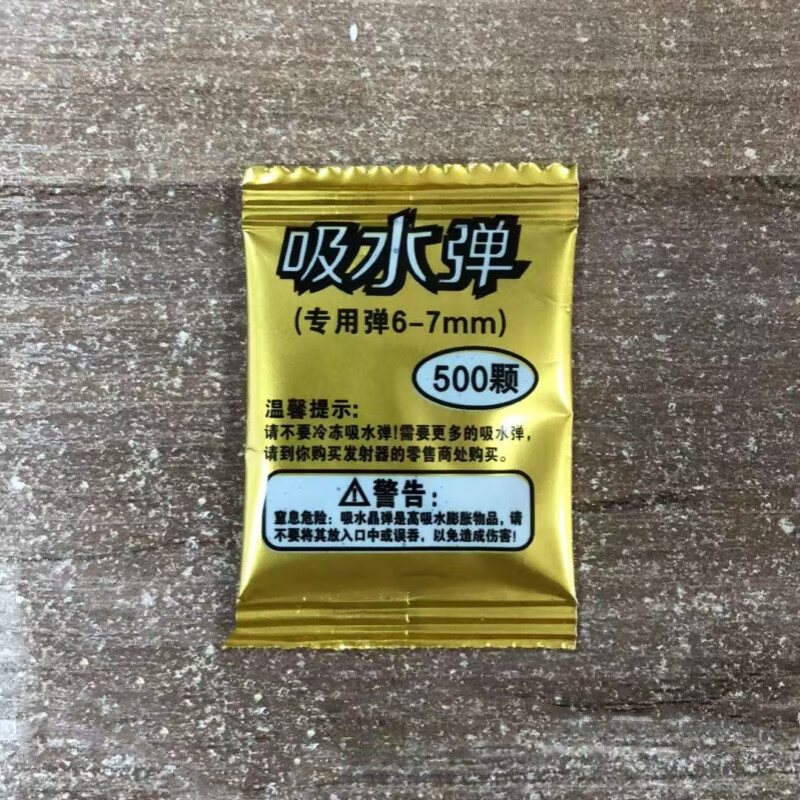 吸水弹
(专用弹6-7mm)
500颗
温馨提示:
请不要冷冻吸水弹!需要更多的吸水弹,
请到你购买发射器的零售商处购买。
⚠警告:
窒息危险:吸水晶弹是高吸水膨胀物品,请
不要将其放入口中或误吞,以免造成伤害!